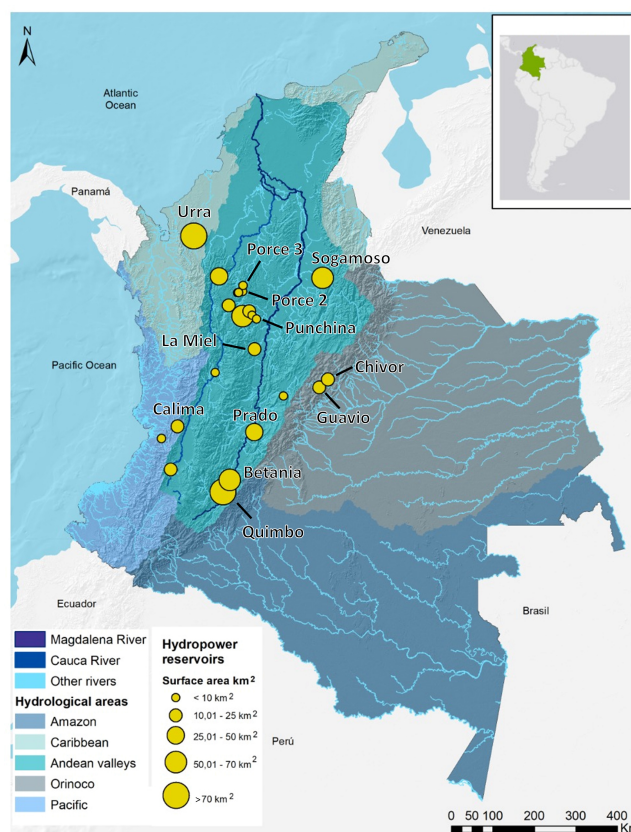 N
Atlantic
Ocean
Panamá
Venezuela
Urra
Porce 3
Sogamoso
Porce 2
Punchina
La Miel
Pacific Ocean
Chivor
Guavio
Calima
Prado
Betania
Quimbo
Ecuador
Brasil
Perú
Magdalena River
Cauca River
Other rivers
Hydrological areas
Amazon
Caribbean
Andean valleys
Orinoco
Pacific
Hydropower
reservoirs
Surface area km²
< 10 km²
10,01 - 25 km²
25,01 - 50 km²
50,01 - 70 km²
>70 km²
0 50 100 200 300 400